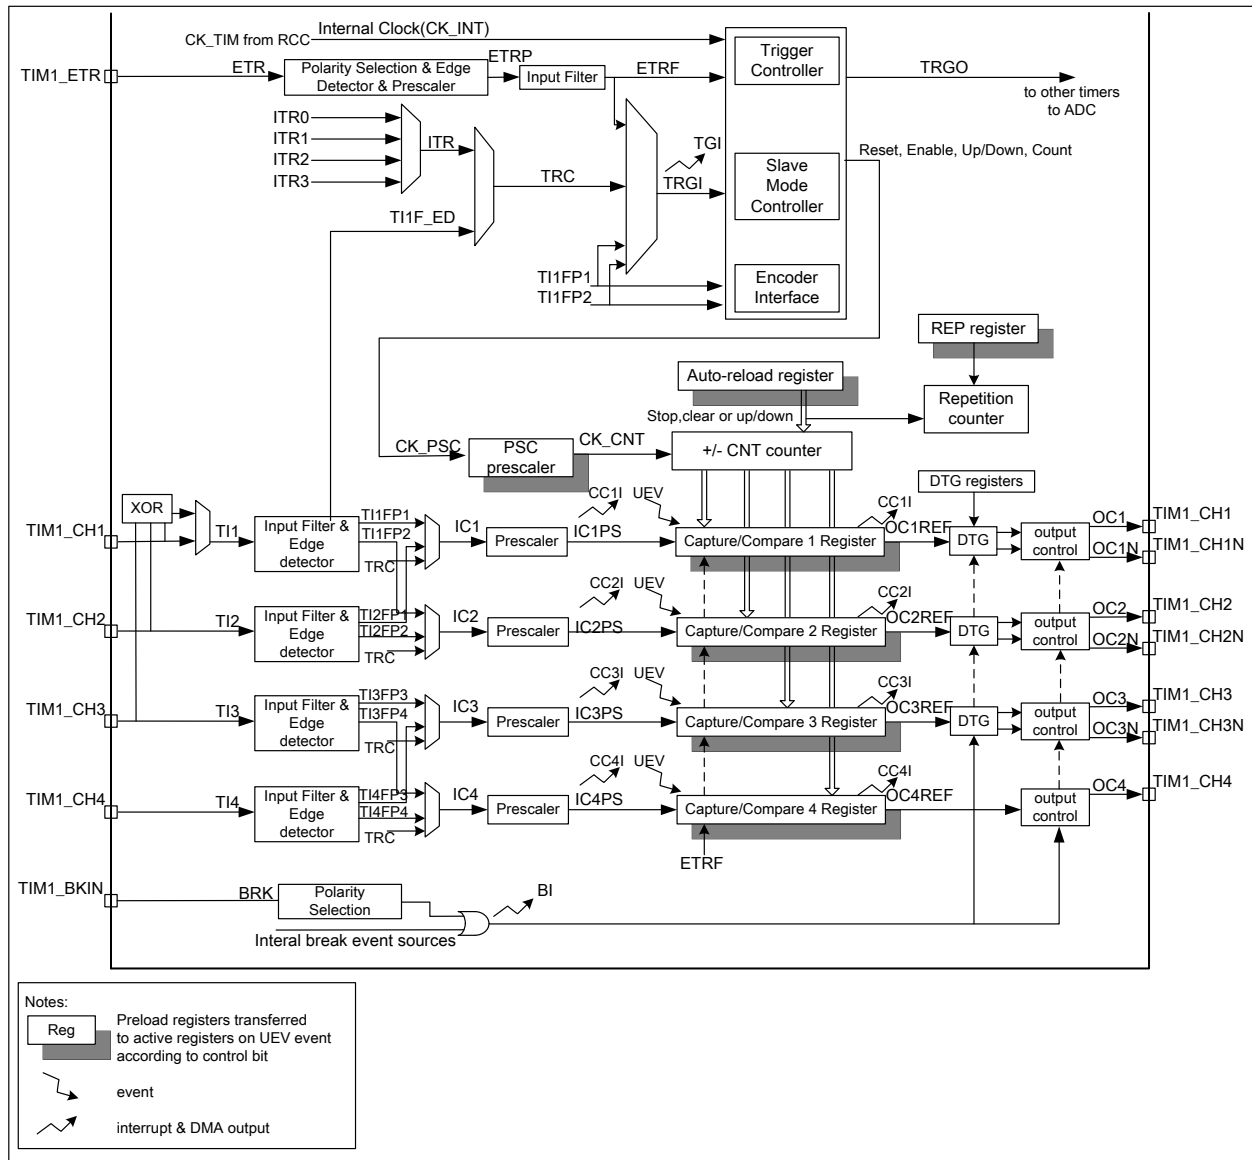 CK_TIM from RCC
Internal Clock(CK_INT)
TIM1_ETR
ETR
Polarity Selection & Edge
Detector & Prescaler
ETRP
Input Filter
ETRF
Trigger
Controller
TRGO
to other timers
to ADC
ITR0
ITR1
ITR2
ITR3
ITR
TRC
TI1F_ED
TGI
TRGI
Slave
Mode
Controller
Reset, Enable, Up/Down, Count
TI1FP1
TI1FP2
Encoder
Interface
REP register
Auto-reload register
Repetition
counter
Stop,clear or up/down
CK_PSC
PSC
prescaler
CK_CNT
+/- CNT counter
DTG registers
XOR
TIM1_CH1
TI1
Input Filter &
Edge
detector
TI1FP1
TI1FP2
TRC
IC1
Prescaler
IC1PS
CC1I
UEV
Capture/Compare 1 Register
CC1I
OC1REF
DTG
output
control
OC1
OC1N
TIM1_CH1
TIM1_CH1N
TIM1_CH2
TI2
Input Filter &
Edge
detector
TI2FP1
TI2FP2
TRC
IC2
Prescaler
IC2PS
CC2I
UEV
Capture/Compare 2 Register
CC2I
OC2REF
DTG
output
control
OC2
OC2N
TIM1_CH2
TIM1_CH2N
TIM1_CH3
TI3
Input Filter &
Edge
detector
TI3FP3
TI3FP4
TRC
IC3
Prescaler
IC3PS
CC3I
UEV
Capture/Compare 3 Register
CC3I
OC3REF
DTG
output
control
OC3
OC3N
TIM1_CH3
TIM1_CH3N
TIM1_CH4
TI4
Input Filter &
Edge
detector
TI4FP3
TI4FP4
TRC
IC4
Prescaler
IC4PS
CC4I
UEV
Capture/Compare 4 Register
CC4I
OC4REF
output
control
OC4
TIM1_CH4
ETRF
TIM1_BKIN
BRK
Polarity
Selection
BI
Interal break event sources
Notes:
Reg
Preload registers transferred
to active registers on UEV event
according to control bit
event
interrupt & DMA output